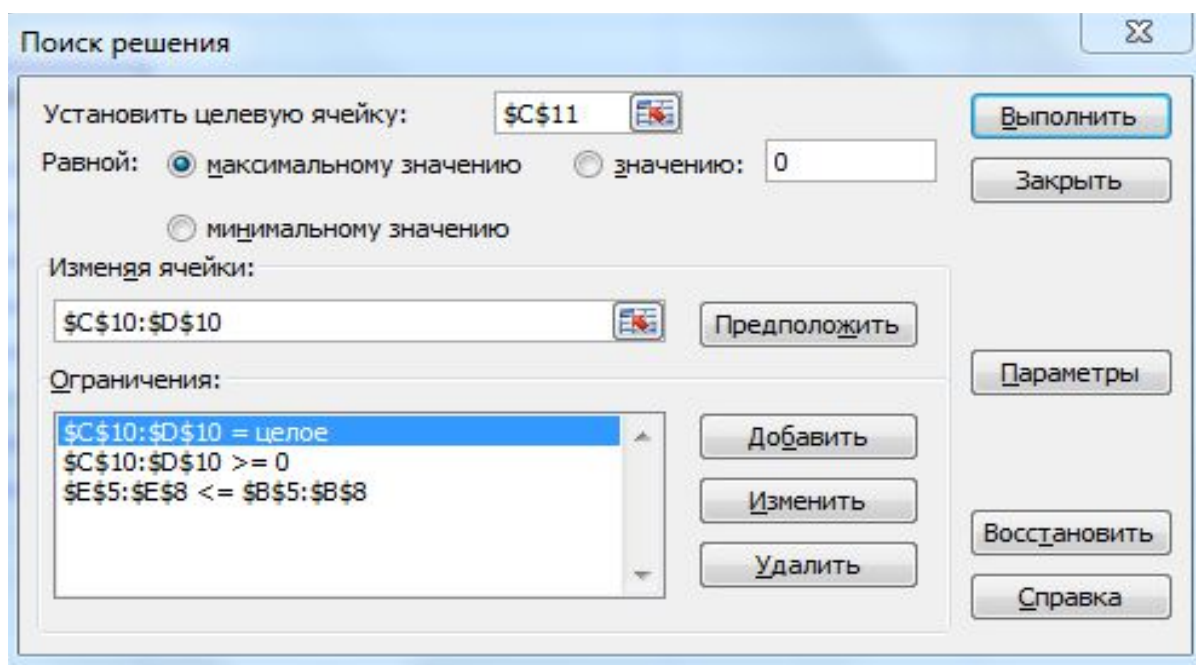 Поиск решения
Установить целевую ячейку: $C$11
Выполнить
Равной: максимальному значению значению: 0
Закрыть
минимальному значению
Изменяя ячейки:
$C$10:$D$10 Предположить
Ограничения:
Параметры
$C$10:$D$10 = целое
Добавить
$C$10:$D$10 >= 0
$E$5:$E$8 <= $B$5:$B$8
Изменить
Восстановить
Удалить
Справка